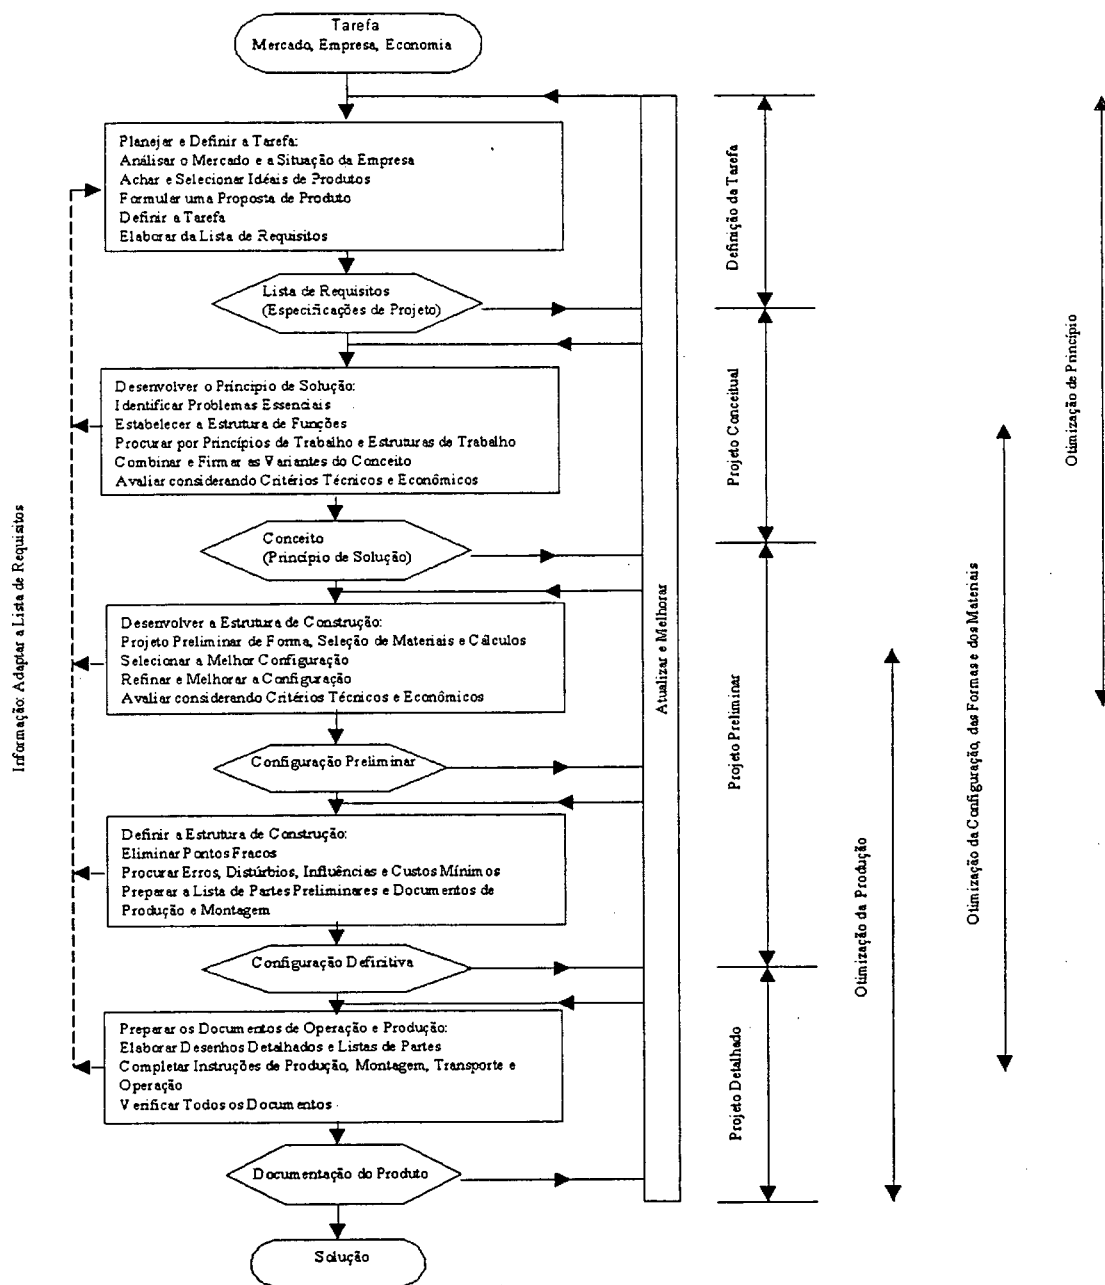 Tarefa
Mercado, Empresa, Economia
Planejar e Definir a Tarefa:
Análisar o Mercado e a Situação da Empresa
Achar e Selecionar Idéais de Produtos
Formular uma Proposta de Produto
Definir a Tarefa
Elaborar da Lista de Requisitos
Lista de Requisitos
(Especificações de Projeto)
Desenvolver o Princípio de Solução:
Identificar Problemas Essenciais
Estabelecer a Estrutura de Funções
Procurar por Princípios de Trabalho e Estruturas de Trabalho
Combinar e Firmar as Variantes do Conceito
Avaliar considerando Critérios Técnicos e Econômicos
Conceito
(Princípio de Solução)
Desenvolver a Estrutura de Construção:
Projeto Preliminar de Forma, Seleção de Materiais e Cálculos
Selecionar a Melhor Configuração
Refinar e Melhorar a Configuração
Avaliar considerando Critérios Técnicos e Econômicos
Configuração Preliminar
Definir a Estrutura de Construção:
Eliminar Pontos Fracos
Procurar Erros, Distúrbios, Influências e Custos Mínimos
Preparar a Lista de Partes Preliminares e Documentos de
Produção e Montagem
Configuração Definitiva
Preparar os Documentos de Operação e Produção:
Elaborar Desenhos Detalhados e Listas de Partes
Completar Instruções de Produção, Montagem, Transporte e
Operação
Verificar Todos os Documentos
Documentação do Produto
Solução
Informação: Adaptar a Lista de Requisitos
Atualizar e Melhorar
Definição da Tarefa
Projeto Conceitual
Projeto Preliminar
Projeto Detalhado
Otimização da Produção
Otimização da Configuração, das Formas e dos Materiais
Otimização de Princípio